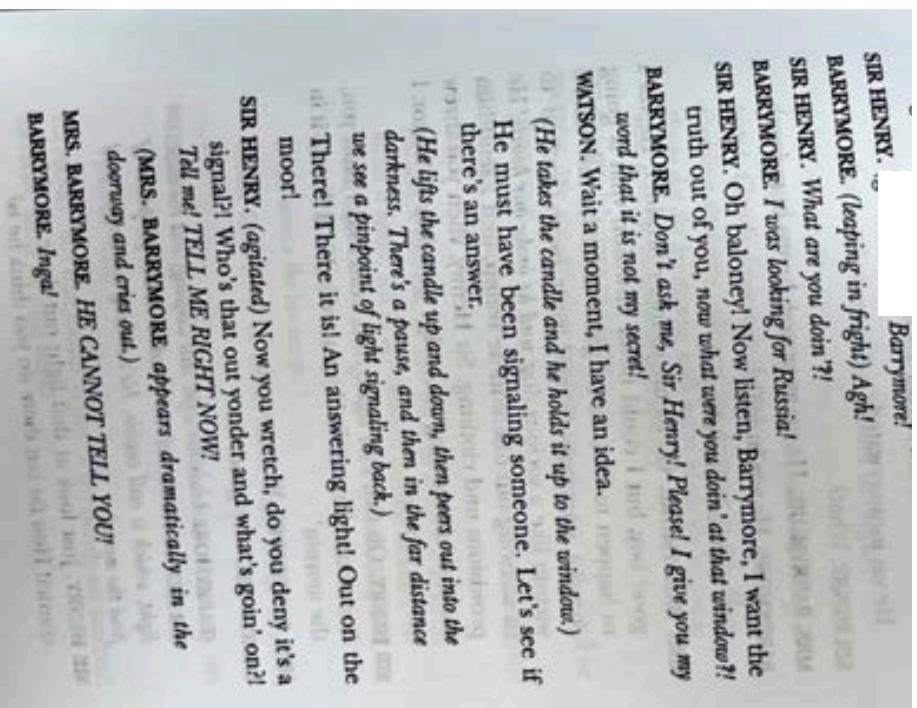 SIR HENRY.
Barrymore!
BARRYMORE. (leaping in fright) Agh!
SIR HENRY. What are you doin'?!
BARRYMORE. I was looking for Russia!
SIR HENRY. Oh baloney! Now listen, Barrymore, I want the
truth out of you, now what were you doin' at that window?!
BARRYMORE. Don't ask me, Sir Henry! Please! I give you my
word that it is not my secret!
WATSON. Wait a moment, I have an idea.
(He takes the candle and he holds it up to the window.)
He must have been signaling someone. Let's see if
there's an answer.
(He lifts the candle up and down, then peers out into the
darkness. There's a pause, and then in the far distance
we see a pinpoint of light signaling back.)
There! There it is! An answering light! Out on the
moor!
SIR HENRY. (agitated) Now you wretch, do you deny it's a
signal?! Who's that out yonder and what's goin' on?!
Tell me! TELL ME RIGHT NOW!
(MRS. BARRYMORE appears dramatically in the
doorway and cries out.)
MRS. BARRYMORE. HE CANNOT TELL YOU!
BARRYMORE. Inga!